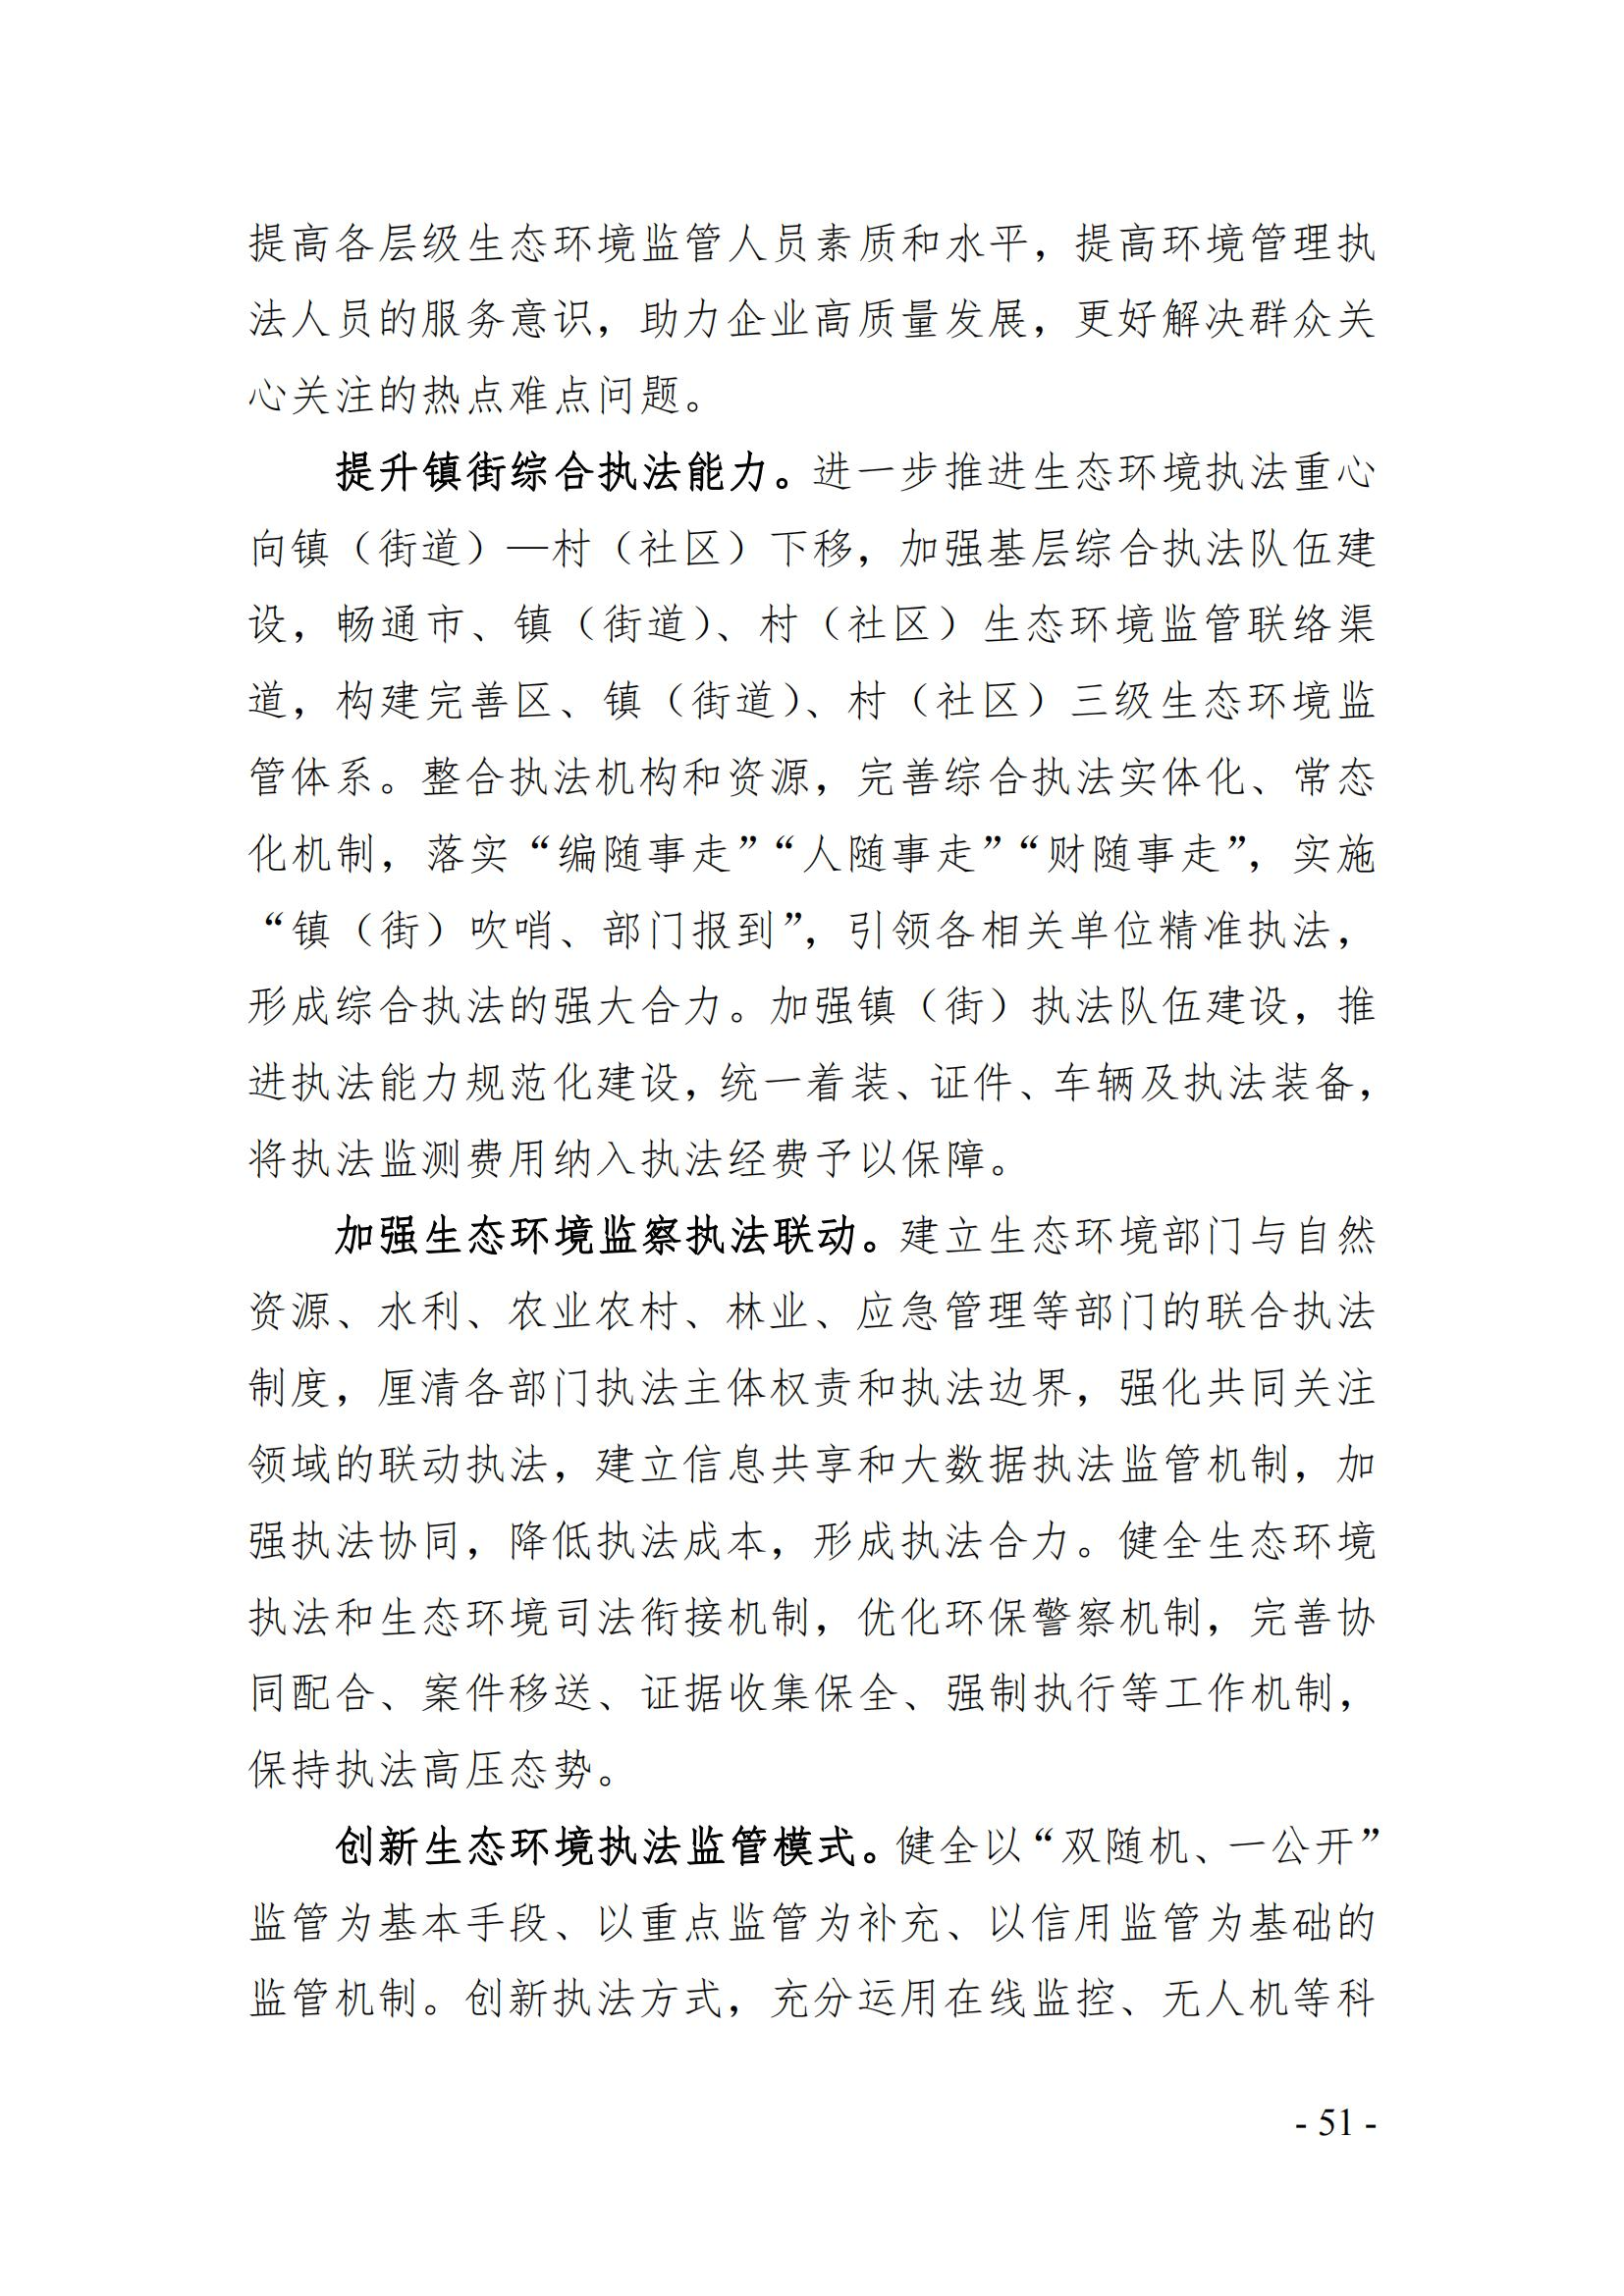 提高各层级生态环境监管人员素质和水平，提高环境管理执
法人员的服务意识，助力企业高质量发展，更好解决群众关
心关注的热点难点问题。
提升镇街综合执法能力。进一步推进生态环境执法重心
向镇（街道）—村（社区）下移，加强基层综合执法队伍建
设，畅通市、镇（街道）、村（社区）生态环境监管联络渠
道，构建完善区、镇（街道）、村（社区）三级生态环境监
管体系。整合执法机构和资源，完善综合执法实体化、常态
化机制，落实“编随事走”“人随事走”“财随事走”，实施
“镇（街）吹哨、部门报到”，引领各相关单位精准执法，
形成综合执法的强大合力。加强镇（街）执法队伍建设，推
进执法能力规范化建设，统一着装、证件、车辆及执法装备，
将执法监测费用纳入执法经费予以保障。
加强生态环境监察执法联动。建立生态环境部门与自然
资源、水利、农业农村、林业、应急管理等部门的联合执法
制度，厘清各部门执法主体权责和执法边界，强化共同关注
领域的联动执法，建立信息共享和大数据执法监管机制，加
强执法协同，降低执法成本，形成执法合力。健全生态环境
执法和生态环境司法衔接机制，优化环保警察机制，完善协
同配合、案件移送、证据收集保全、强制执行等工作机制，
保持执法高压态势。
创新生态环境执法监管模式。健全以“双随机、一公开”
监管为基本手段、以重点监管为补充、以信用监管为基础的
监管机制。创新执法方式，充分运用在线监控、无人机等科
- 51 -